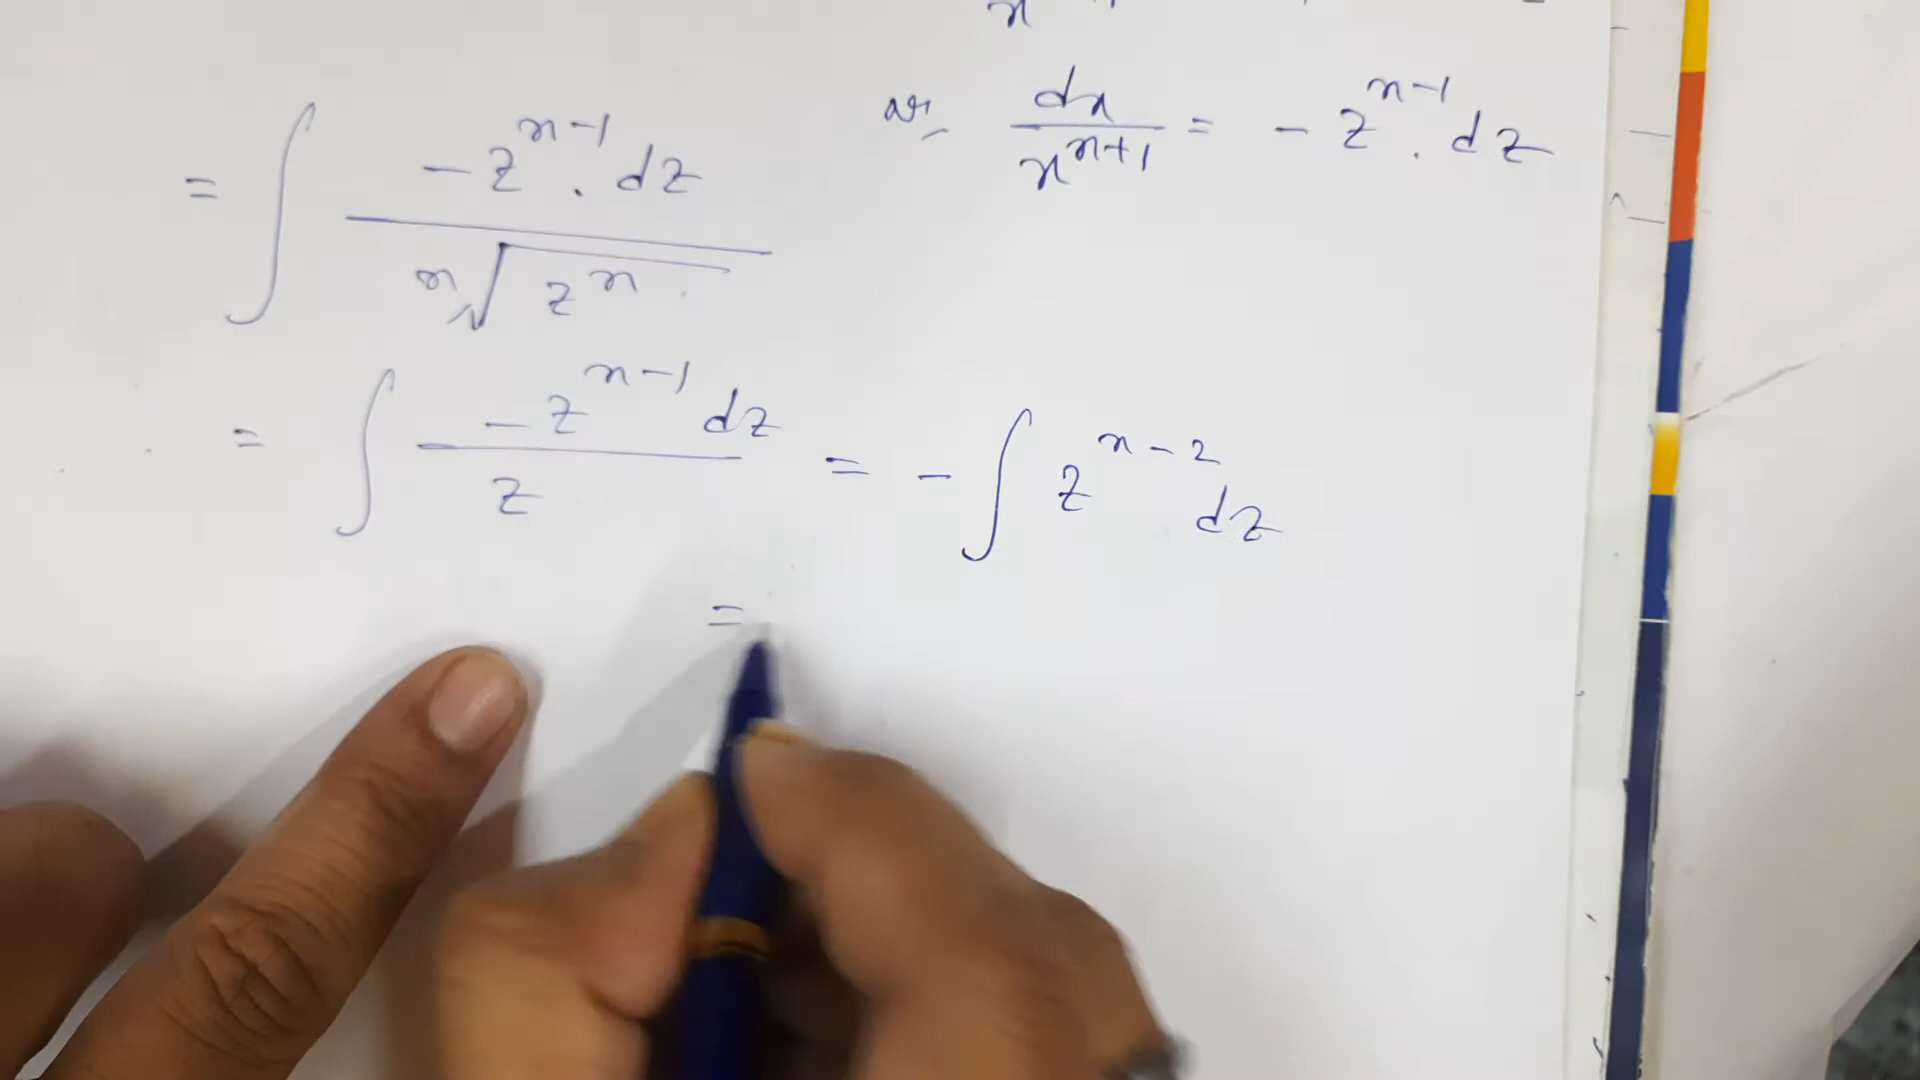 or, dx/x^{n+1} = - z^{n-1} . dz
= ∫ -z^{n-1} . dz / ⁿ√(z^n)
= ∫ -z^{n-1} dz / z = - ∫ z^{n-2} dz
=